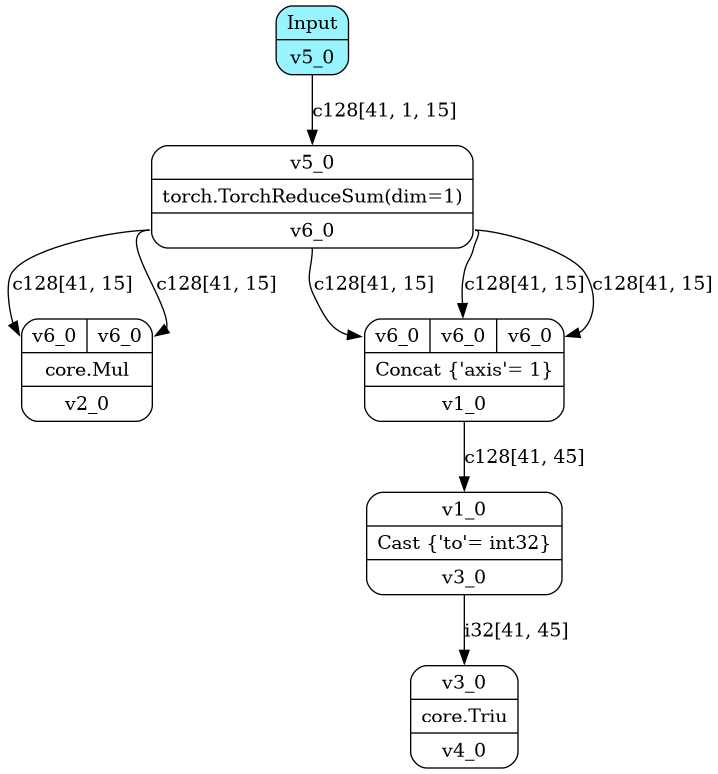 Input
v5_0
c128[41, 1, 15]
v5_0
torch.TorchReduceSum(dim=1)
v6_0
c128[41, 15]
c128[41, 15]
c128[41, 15]
c128[41, 15]
c128[41, 15]
v6_0 v6_0
core.Mul
v2_0
v6_0 v6_0 v6_0
Concat {'axis'= 1}
v1_0
c128[41, 45]
v1_0
Cast {'to'= int32}
v3_0
i32[41, 45]
v3_0
core.Triu
v4_0